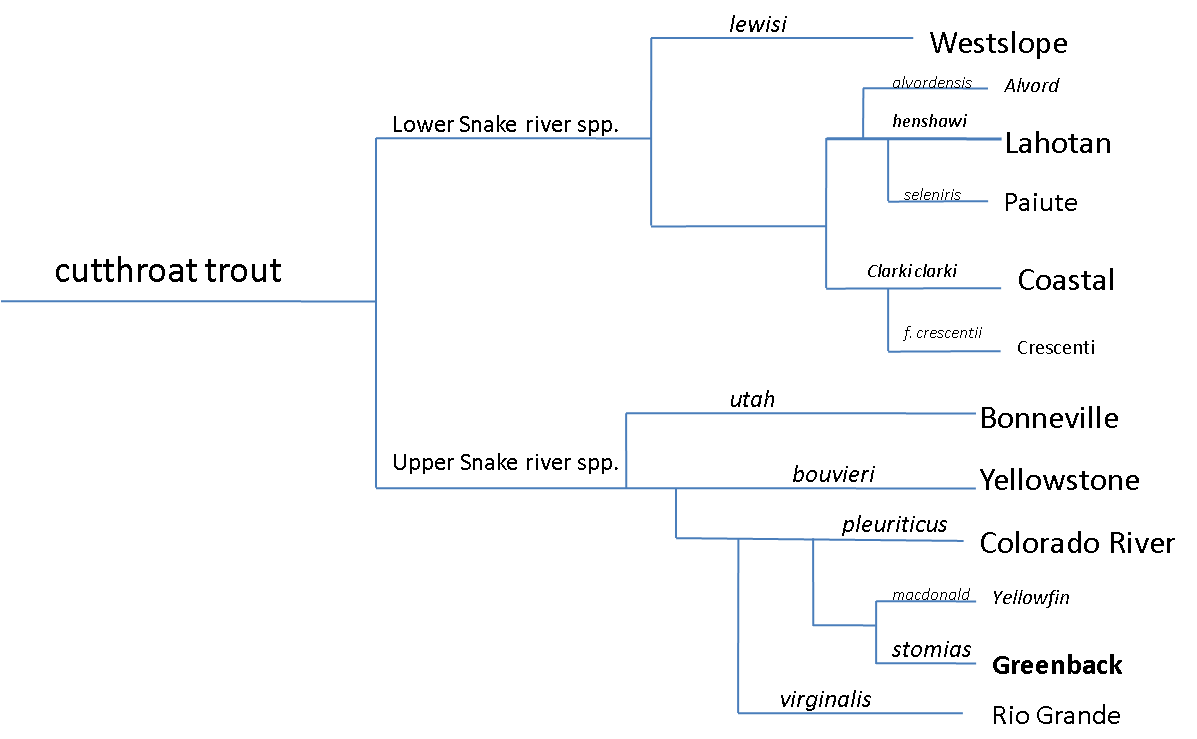 lewisi
Westslope
alvordensis
Alvord
henshawi
Lahotan
Lower Snake river spp.
seleniris
Paiute
cutthroat trout
Clarki clarki
Coastal
f. crescentii
Crescenti
utah
Bonneville
Upper Snake river spp.
bouvieri
Yellowstone
pleuriticus
Colorado River
macdonald
Yellowfin
stomias
Greenback
virginalis
Rio Grande